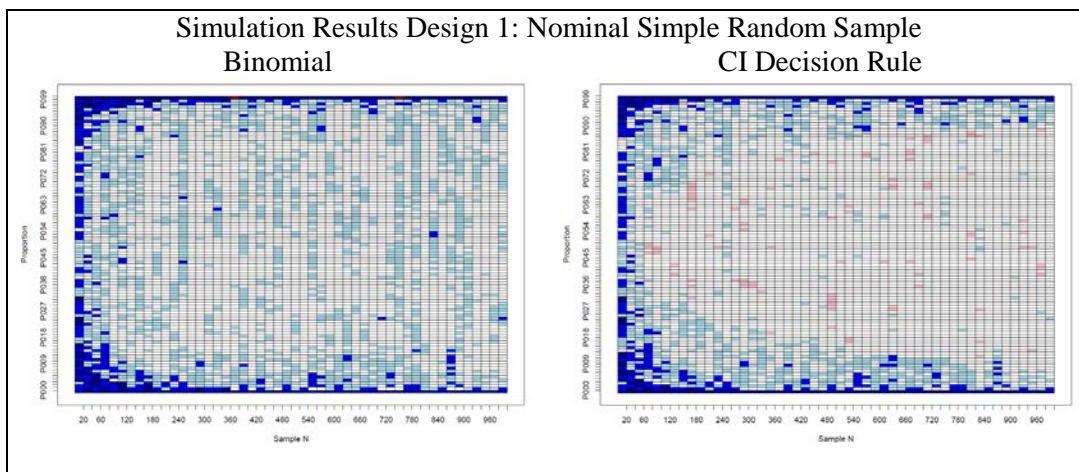 Simulation Results Design 1: Nominal Simple Random Sample
Binomial
CI Decision Rule
P099
P090
P081
P072
P063
P054
P045
P036
P027
P018
P009
P000
Proportion
20 60 120 180 240 300 360 420 480 540 600 660 720 780 840 900 960
Sample N
P099
P090
P081
P072
P063
P054
P045
P036
P027
P018
P009
P000
Proportion
20 60 120 180 240 300 360 420 480 540 600 660 720 780 840 900 960
Sample N